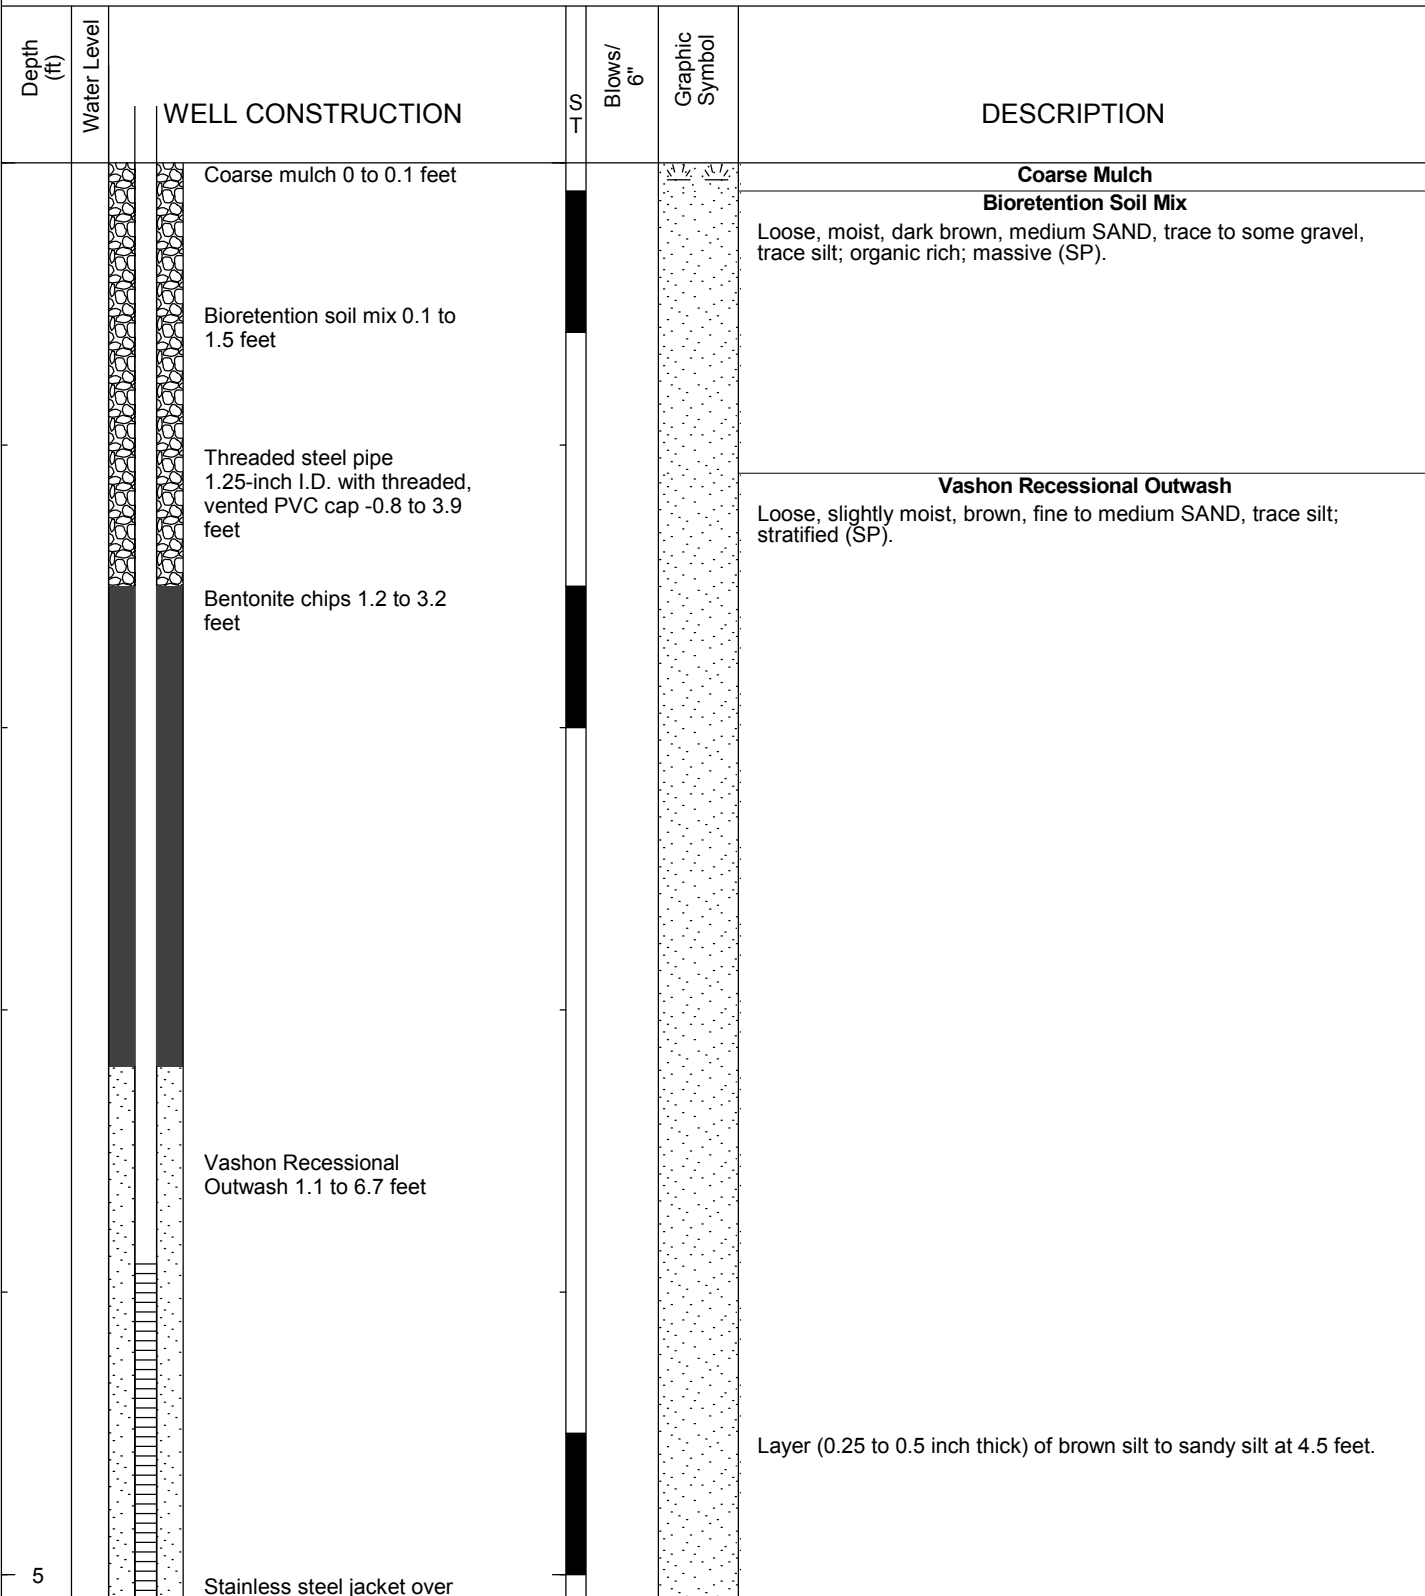 Depth
(ft)
Water Level
WELL CONSTRUCTION
S
T
Blows/
6"
Graphic
Symbol
DESCRIPTION
Coarse mulch 0 to 0.1 feet
Coarse Mulch
Bioretention Soil Mix
Loose, moist, dark brown, medium SAND, trace to some gravel,
trace silt; organic rich; massive (SP).
Bioretention soil mix 0.1 to
1.5 feet
Threaded steel pipe
1.25-inch I.D. with threaded,
vented PVC cap -0.8 to 3.9
feet
Vashon Recessional Outwash
Loose, slightly moist, brown, fine to medium SAND, trace silt;
stratified (SP).
Bentonite chips 1.2 to 3.2
feet
Vashon Recessional
Outwash 1.1 to 6.7 feet
Layer (0.25 to 0.5 inch thick) of brown silt to sandy silt at 4.5 feet.
5
Stainless steel jacket over